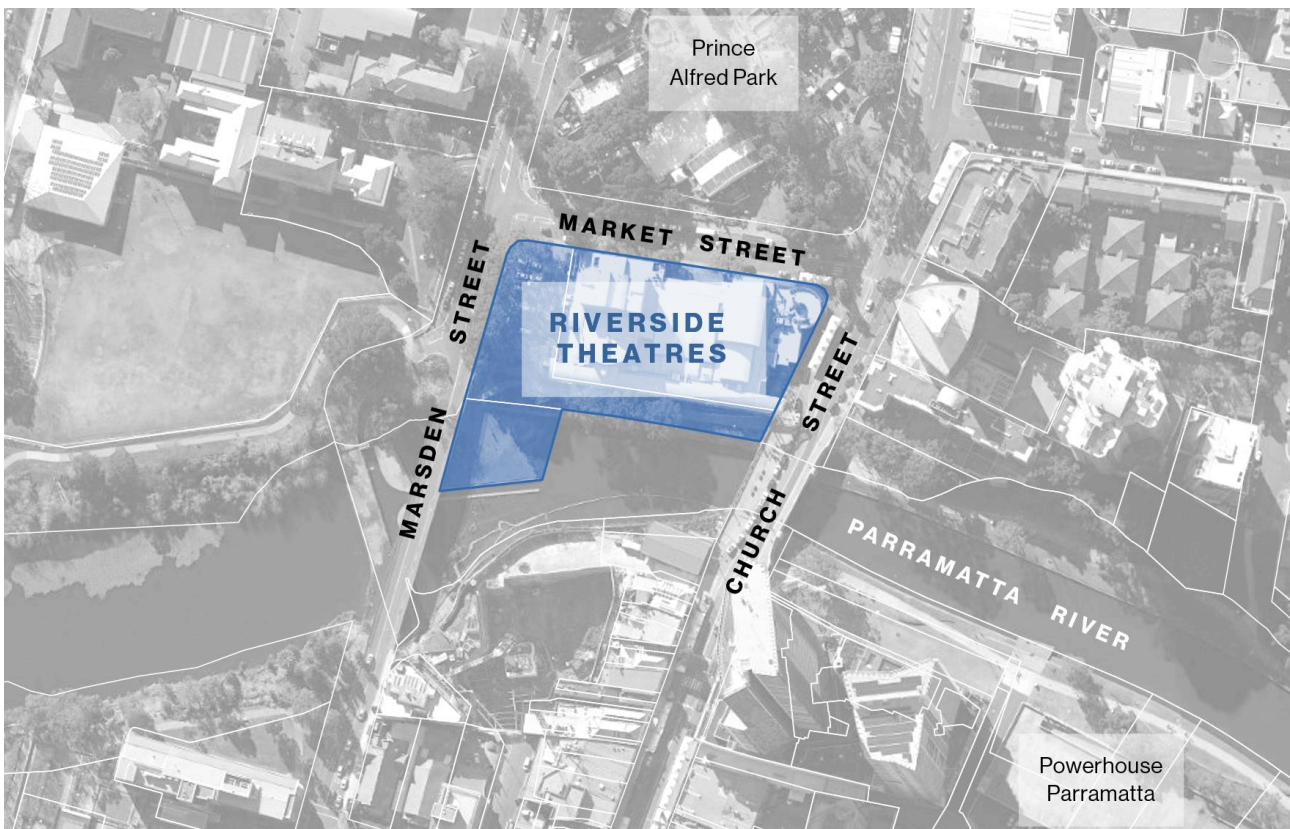 Prince
Alfred Park
MARKET STREET
MARSDEN STREET
RIVERSIDE
THEATRES
CHURCH STREET
PARRAMATTA RIVER
Powerhouse
Parramatta